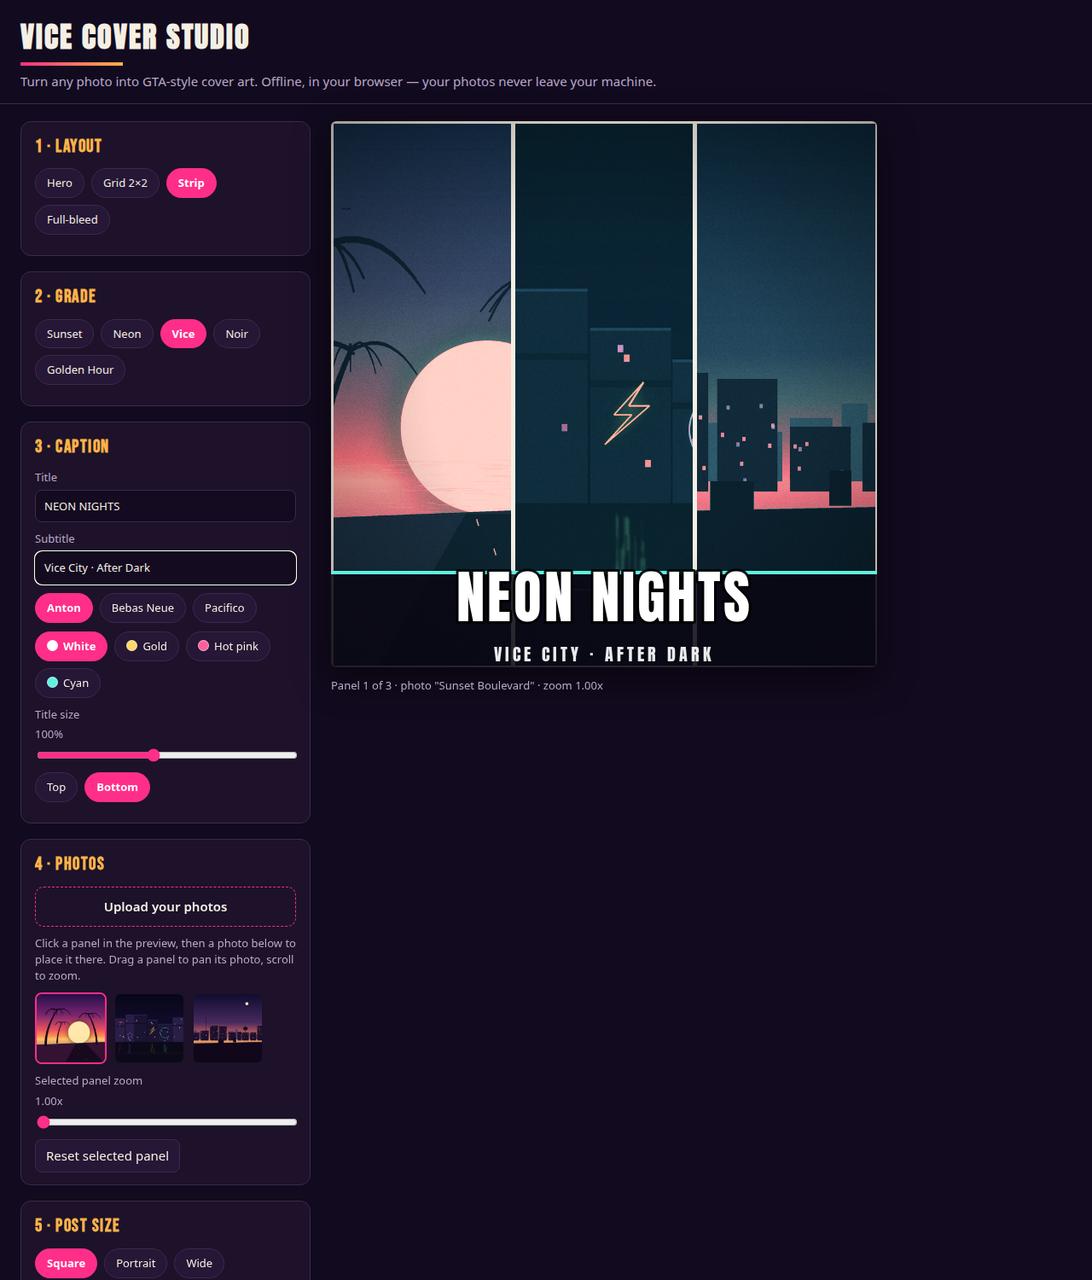 VICE COVER STUDIO
Turn any photo into GTA-style cover art. Offline, in your browser — your photos never leave your machine.
1 · LAYOUT
Hero
Grid 2×2
Strip
Full-bleed
2 · GRADE
Sunset
Neon
Vice
Noir
Golden Hour
3 · CAPTION
Title
NEON NIGHTS
Subtitle
Vice City · After Dark
Anton
Bebas Neue
Pacifico
White
Gold
Hot pink
Cyan
Title size
100%
Top
Bottom
4 · PHOTOS
Upload your photos
Click a panel in the preview, then a photo below to
place it there. Drag a panel to pan its photo, scroll
to zoom.
Selected panel zoom
1.00x
Reset selected panel
5 · POST SIZE
Square
Portrait
Wide
NEON NIGHTS
VICE CITY · AFTER DARK
Panel 1 of 3 · photo "Sunset Boulevard" · zoom 1.00x